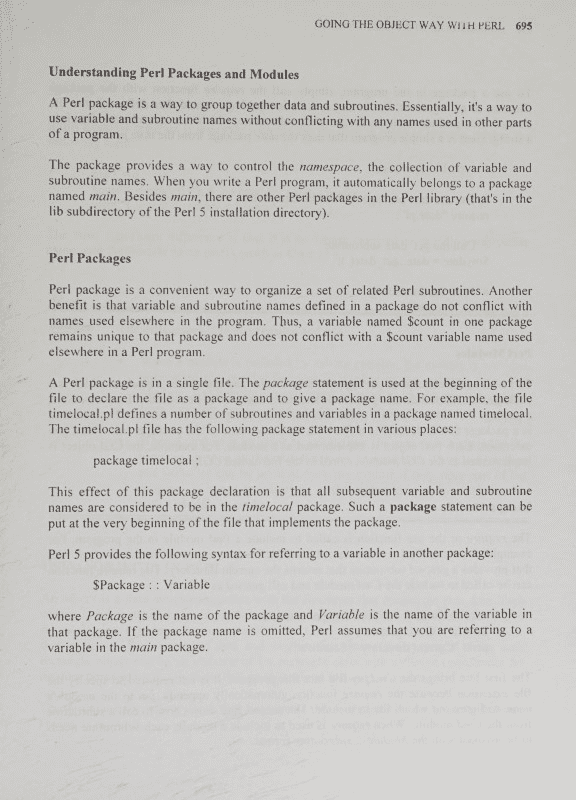 GOING THE OBJECT WAY WITH PERL 695
Understanding Perl Packages and Modules
A Perl package is a way to group together data and subroutines. Essentially, it's a way to
use variable and subroutine names without conflicting with any names used in other parts
of a program.
The package provides a way to control the namespace, the collection of variable and
subroutine names. When you write a Perl program, it automatically belongs to a package
named main. Besides main, there are other Perl packages in the Perl library (that's in the
lib subdirectory of the Perl 5 installation directory).
Perl Packages
Perl package is a convenient way to organize a set of related Perl subroutines. Another
benefit is that variable and subroutine names defined in a package do not conflict with
names used elsewhere in the program. Thus, a variable named $count in one package
remains unique to that package and does not conflict with a $count variable name used
elsewhere in a Perl program.
A Perl package is in a single file. The package statement is used at the beginning of the
file to declare the file as a package and to give a package name. For example, the file
timelocal.pl defines a number of subroutines and variables in a package named timelocal.
The timelocal.pl file has the following package statement in various places:
package timelocal ;
This effect of this package declaration is that all subsequent variable and subroutine
names are considered to be in the timelocal package. Such a package statement can be
put at the very beginning of the file that implements the package.
Perl 5 provides the following syntax for referring to a variable in another package:
$Package : : Variable
where Package is the name of the package and Variable is the name of the variable in
that package. If the package name is omitted, Perl assumes that you are referring to a
variable in the main package.